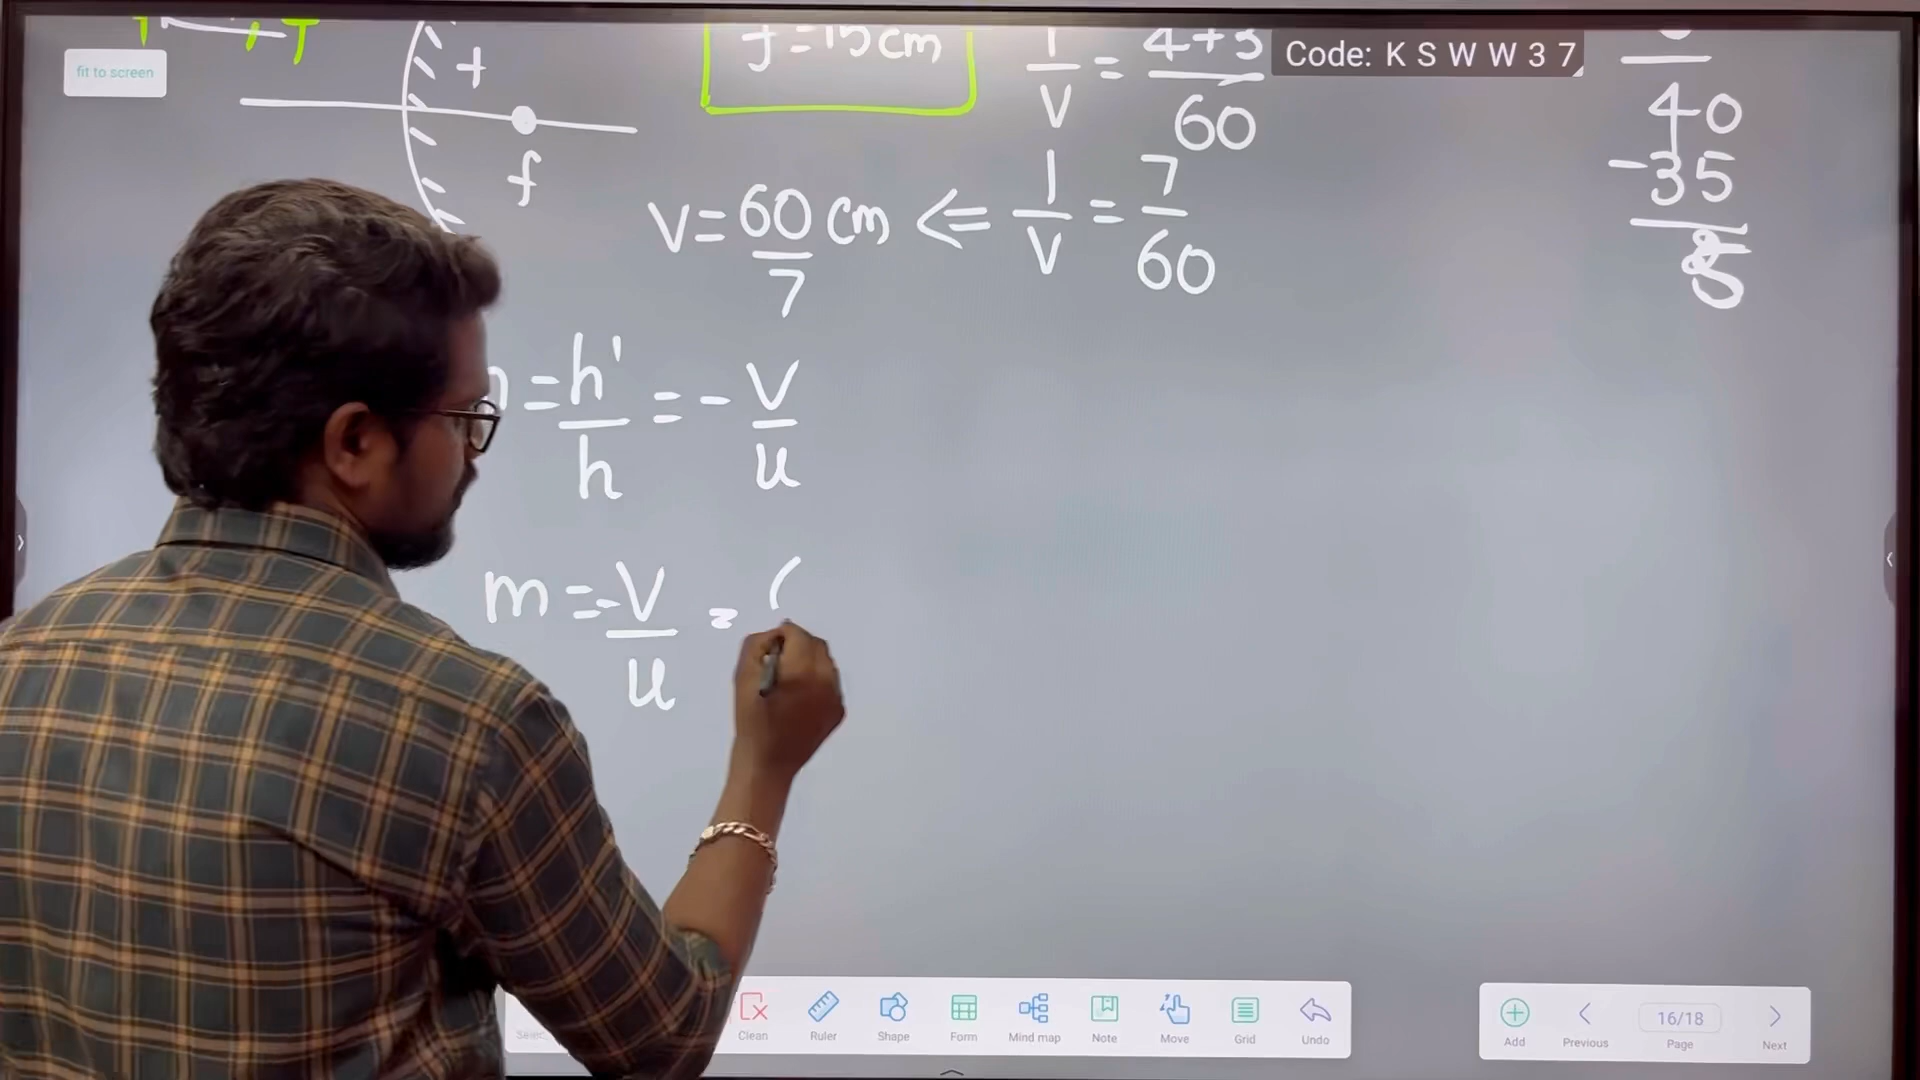 fit to screen
+
f
f = 15 cm
1/V = 4+3/60
Code: K S W W 3 7
40
-35
5
V = 60/7 cm <= 1/V = 7/60
= h'/h = - V/u
m = - V/u = (
Clean
Ruler
Shape
Form
Mind map
Note
Move
Grid
Undo
Add
Previous
16/18
Page
Next